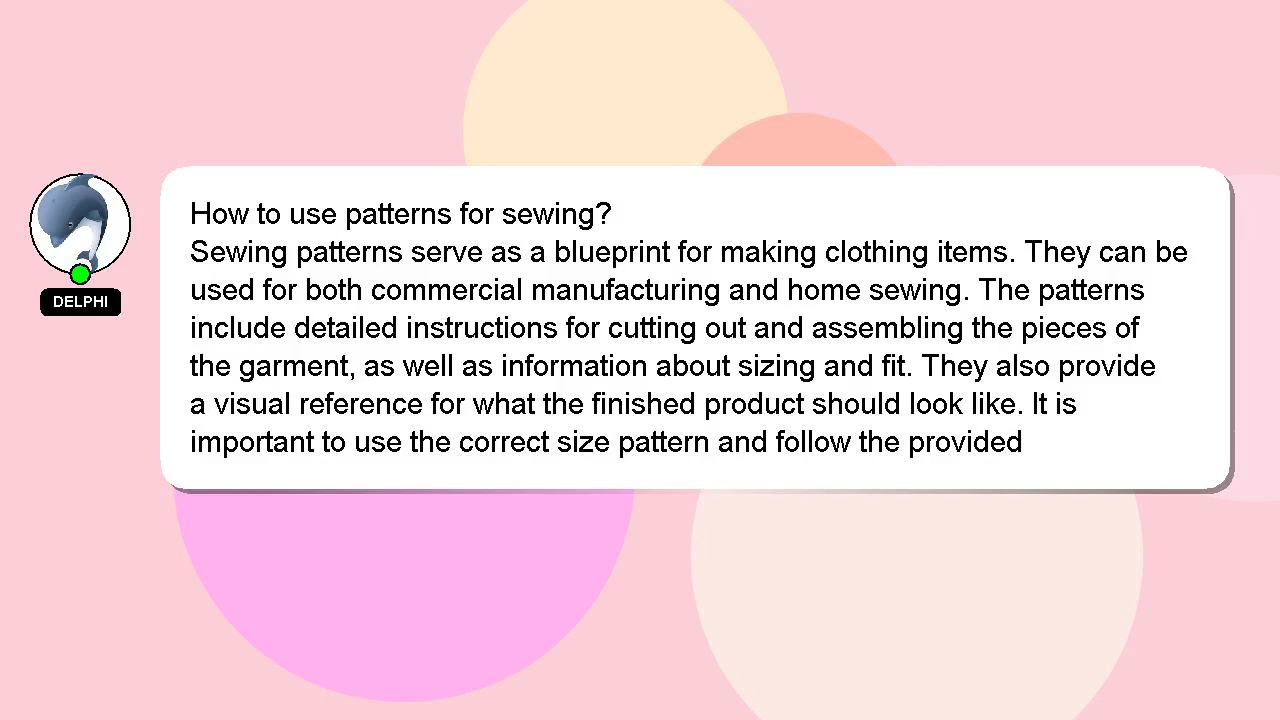 How to use patterns for sewing?
Sewing patterns serve as a blueprint for making clothing items. They can be
used for both commercial manufacturing and home sewing. The patterns
include detailed instructions for cutting out and assembling the pieces of
the garment, as well as information about sizing and fit. They also provide
a visual reference for what the finished product should look like. It is
important to use the correct size pattern and follow the provided
DELPHI